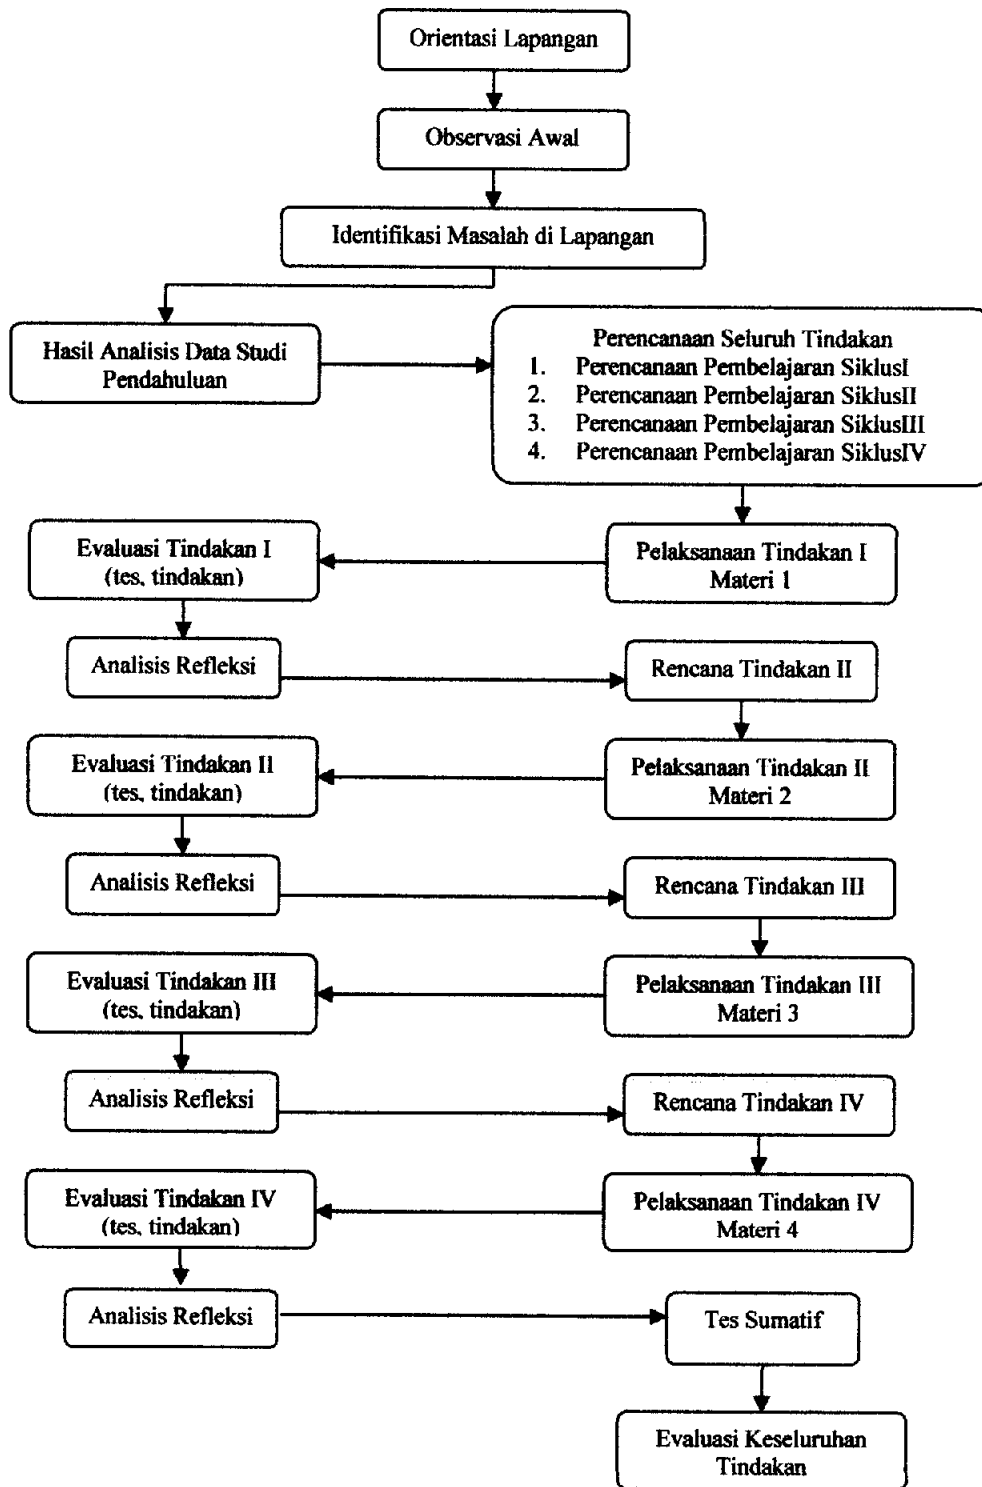 Orientasi Lapangan
Observasi Awal
Identifikasi Masalah di Lapangan
Hasil Analisis Data Studi
Pendahuluan
Perencanaan Seluruh Tindakan
1. Perencanaan Pembelajaran SiklusI
2. Perencanaan Pembelajaran SiklusII
3. Perencanaan Pembelajaran SiklusIII
4. Perencanaan Pembelajaran SiklusIV
Pelaksanaan Tindakan I
Materi 1
Evaluasi Tindakan I
(tes, tindakan)
Analisis Refleksi
Rencana Tindakan II
Pelaksanaan Tindakan II
Materi 2
Evaluasi Tindakan II
(tes, tindakan)
Analisis Refleksi
Rencana Tindakan III
Pelaksanaan Tindakan III
Materi 3
Evaluasi Tindakan III
(tes, tindakan)
Analisis Refleksi
Rencana Tindakan IV
Pelaksanaan Tindakan IV
Materi 4
Evaluasi Tindakan IV
(tes, tindakan)
Analisis Refleksi
Tes Sumatif
Evaluasi Keseluruhan
Tindakan